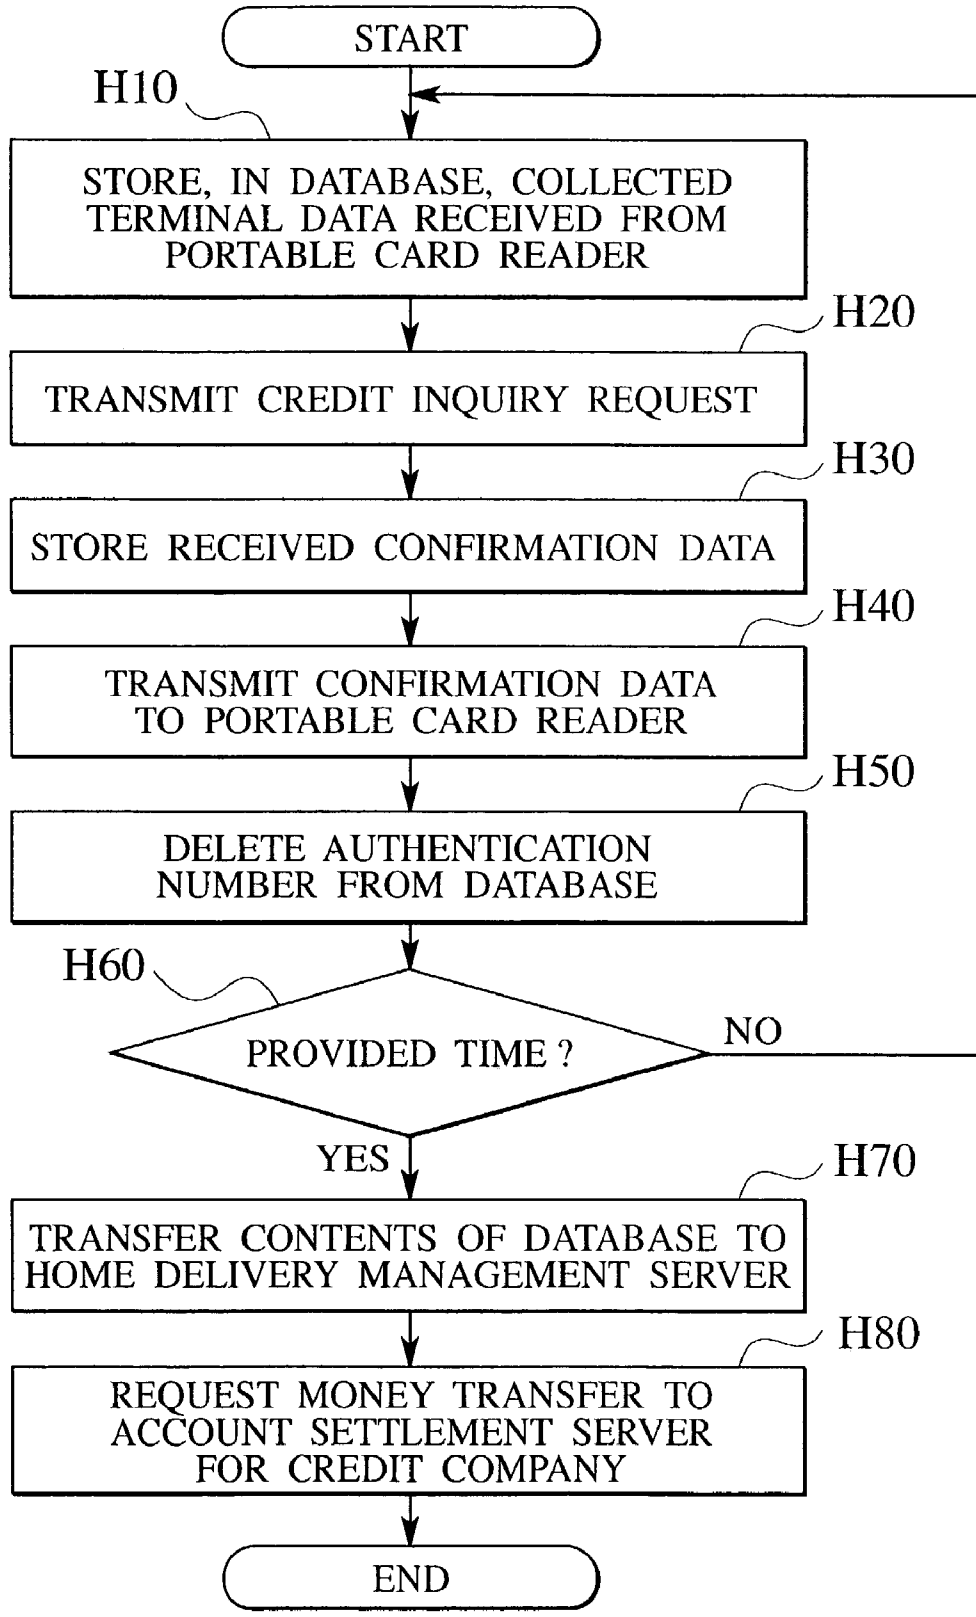 START
H10
STORE, IN DATABASE, COLLECTED
TERMINAL DATA RECEIVED FROM
PORTABLE CARD READER
H20
TRANSMIT CREDIT INQUIRY REQUEST
H30
STORE RECEIVED CONFIRMATION DATA
H40
TRANSMIT CONFIRMATION DATA
TO PORTABLE CARD READER
H50
DELETE AUTHENTICATION
NUMBER FROM DATABASE
H60
PROVIDED TIME ?
NO
YES
H70
TRANSFER CONTENTS OF DATABASE TO
HOME DELIVERY MANAGEMENT SERVER
H80
REQUEST MONEY TRANSFER TO
ACCOUNT SETTLEMENT SERVER
FOR CREDIT COMPANY
END